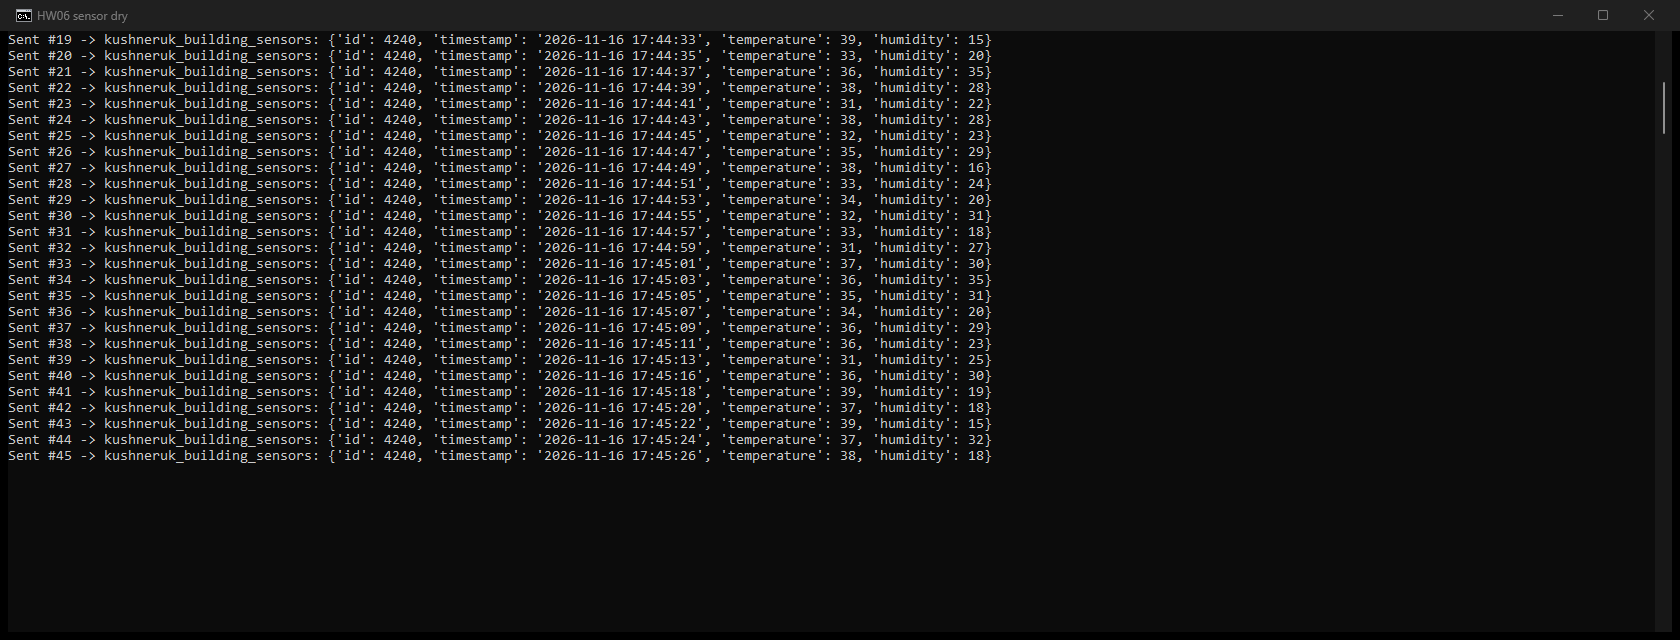 HW06 sensor dry
Sent #19 -> kushneruk_building_sensors: {'id': 4240, 'timestamp': '2026-11-16 17:44:33', 'temperature': 39, 'humidity': 15}
Sent #20 -> kushneruk_building_sensors: {'id': 4240, 'timestamp': '2026-11-16 17:44:35', 'temperature': 33, 'humidity': 20}
Sent #21 -> kushneruk_building_sensors: {'id': 4240, 'timestamp': '2026-11-16 17:44:37', 'temperature': 36, 'humidity': 35}
Sent #22 -> kushneruk_building_sensors: {'id': 4240, 'timestamp': '2026-11-16 17:44:39', 'temperature': 38, 'humidity': 28}
Sent #23 -> kushneruk_building_sensors: {'id': 4240, 'timestamp': '2026-11-16 17:44:41', 'temperature': 31, 'humidity': 22}
Sent #24 -> kushneruk_building_sensors: {'id': 4240, 'timestamp': '2026-11-16 17:44:43', 'temperature': 38, 'humidity': 28}
Sent #25 -> kushneruk_building_sensors: {'id': 4240, 'timestamp': '2026-11-16 17:44:45', 'temperature': 32, 'humidity': 23}
Sent #26 -> kushneruk_building_sensors: {'id': 4240, 'timestamp': '2026-11-16 17:44:47', 'temperature': 35, 'humidity': 29}
Sent #27 -> kushneruk_building_sensors: {'id': 4240, 'timestamp': '2026-11-16 17:44:49', 'temperature': 38, 'humidity': 16}
Sent #28 -> kushneruk_building_sensors: {'id': 4240, 'timestamp': '2026-11-16 17:44:51', 'temperature': 33, 'humidity': 24}
Sent #29 -> kushneruk_building_sensors: {'id': 4240, 'timestamp': '2026-11-16 17:44:53', 'temperature': 34, 'humidity': 20}
Sent #30 -> kushneruk_building_sensors: {'id': 4240, 'timestamp': '2026-11-16 17:44:55', 'temperature': 32, 'humidity': 31}
Sent #31 -> kushneruk_building_sensors: {'id': 4240, 'timestamp': '2026-11-16 17:44:57', 'temperature': 33, 'humidity': 18}
Sent #32 -> kushneruk_building_sensors: {'id': 4240, 'timestamp': '2026-11-16 17:44:59', 'temperature': 31, 'humidity': 27}
Sent #33 -> kushneruk_building_sensors: {'id': 4240, 'timestamp': '2026-11-16 17:45:01', 'temperature': 37, 'humidity': 30}
Sent #34 -> kushneruk_building_sensors: {'id': 4240, 'timestamp': '2026-11-16 17:45:03', 'temperature': 36, 'humidity': 35}
Sent #35 -> kushneruk_building_sensors: {'id': 4240, 'timestamp': '2026-11-16 17:45:05', 'temperature': 35, 'humidity': 31}
Sent #36 -> kushneruk_building_sensors: {'id': 4240, 'timestamp': '2026-11-16 17:45:07', 'temperature': 34, 'humidity': 20}
Sent #37 -> kushneruk_building_sensors: {'id': 4240, 'timestamp': '2026-11-16 17:45:09', 'temperature': 36, 'humidity': 29}
Sent #38 -> kushneruk_building_sensors: {'id': 4240, 'timestamp': '2026-11-16 17:45:11', 'temperature': 36, 'humidity': 23}
Sent #39 -> kushneruk_building_sensors: {'id': 4240, 'timestamp': '2026-11-16 17:45:13', 'temperature': 31, 'humidity': 25}
Sent #40 -> kushneruk_building_sensors: {'id': 4240, 'timestamp': '2026-11-16 17:45:16', 'temperature': 36, 'humidity': 30}
Sent #41 -> kushneruk_building_sensors: {'id': 4240, 'timestamp': '2026-11-16 17:45:18', 'temperature': 39, 'humidity': 19}
Sent #42 -> kushneruk_building_sensors: {'id': 4240, 'timestamp': '2026-11-16 17:45:20', 'temperature': 37, 'humidity': 18}
Sent #43 -> kushneruk_building_sensors: {'id': 4240, 'timestamp': '2026-11-16 17:45:22', 'temperature': 39, 'humidity': 15}
Sent #44 -> kushneruk_building_sensors: {'id': 4240, 'timestamp': '2026-11-16 17:45:24', 'temperature': 37, 'humidity': 32}
Sent #45 -> kushneruk_building_sensors: {'id': 4240, 'timestamp': '2026-11-16 17:45:26', 'temperature': 38, 'humidity': 18}